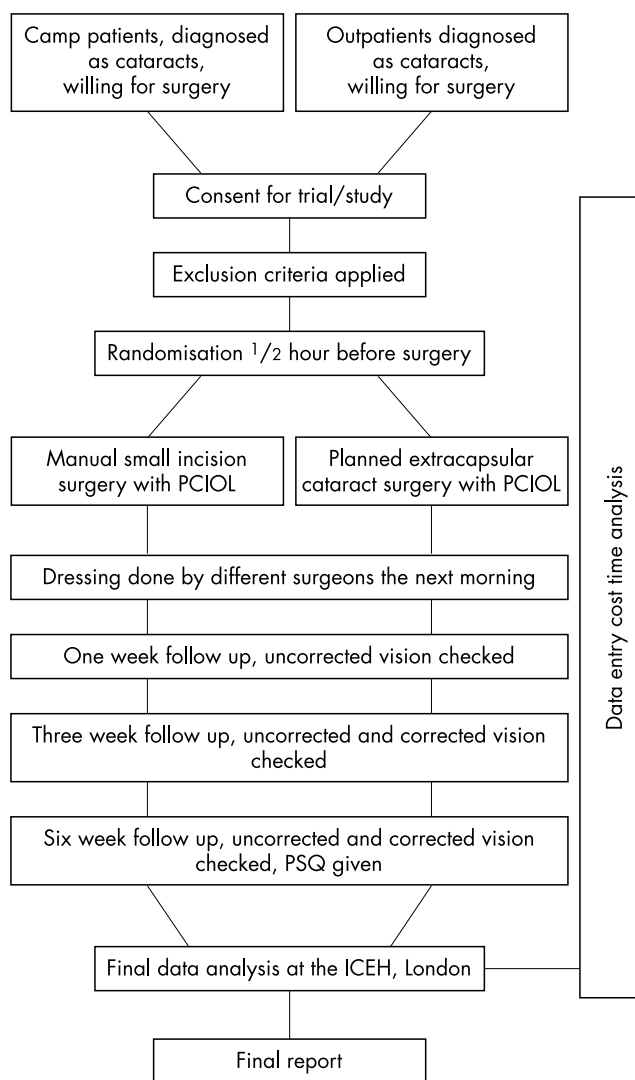 Camp patients, diagnosed
as cataracts,
willing for surgery
Outpatients diagnosed
as cataracts,
willing for surgery
Consent for trial/study
Exclusion criteria applied
Randomisation 1/2 hour before surgery
Manual small incision
surgery with PCIOL
Planned extracapsular
cataract surgery with PCIOL
Dressing done by different surgeons the next morning
One week follow up, uncorrected vision checked
Three week follow up, uncorrected and corrected vision
checked
Six week follow up, uncorrected and corrected vision
checked, PSQ given
Final data analysis at the ICEH, London
Final report
Data entry cost time analysis